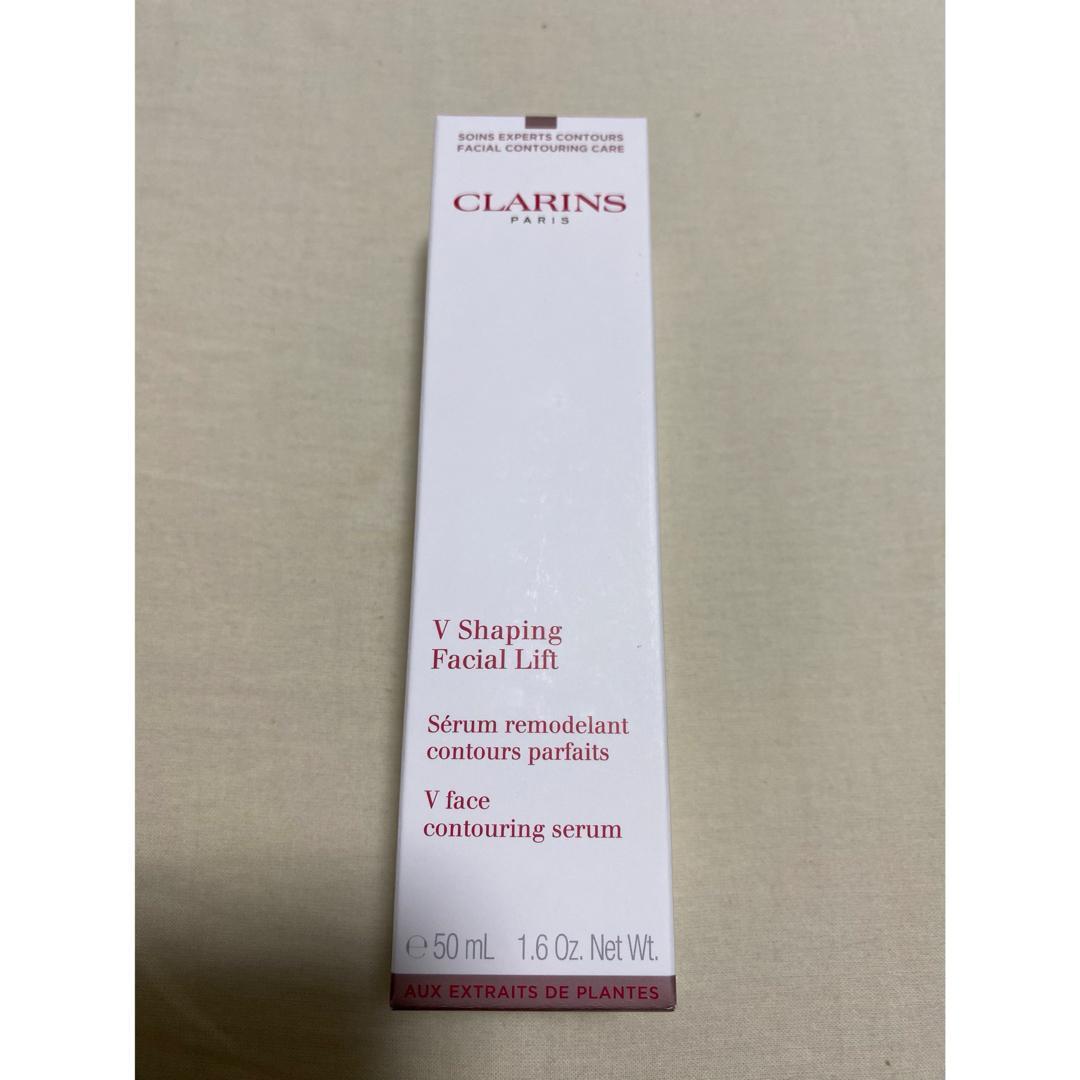 SOINS EXPERTS CONTOURS
FACIAL CONTOURING CARE
CLARINS
PARIS
V Shaping
Facial Lift
Sérum remodelant
contours parfaits
V face
contouring serum
℮ 50 mL 1.6 Oz. Net Wt.
AUX EXTRAITS DE PLANTES